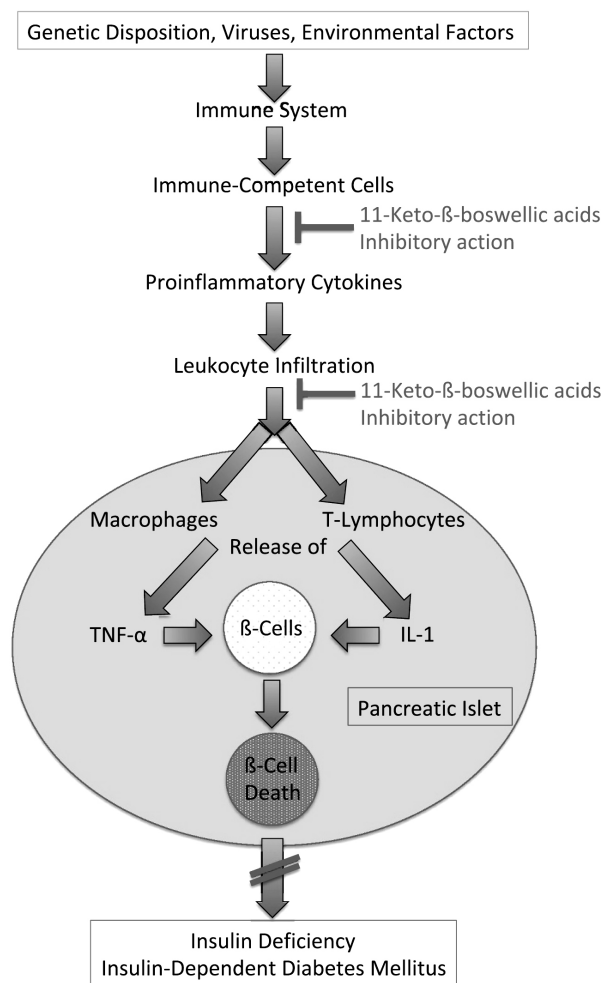 Genetic Disposition, Viruses, Environmental Factors
Immune System
Immune-Competent Cells
11-Keto-ß-boswellic acids
Inhibitory action
Proinflammatory Cytokines
Leukocyte Infiltration
11-Keto-ß-boswellic acids
Inhibitory action
Macrophages
T-Lymphocytes
Release of
TNF-α
ß-Cells
IL-1
Pancreatic Islet
ß-Cell
Death
Insulin Deficiency
Insulin-Dependent Diabetes Mellitus